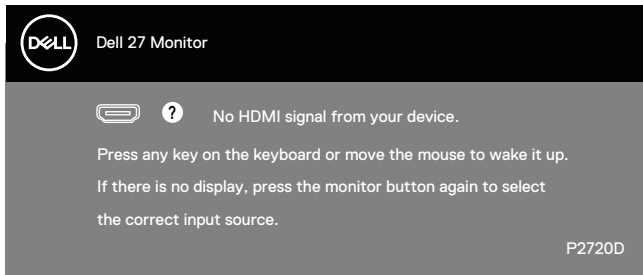 DELL
Dell 27 Monitor
? No HDMI signal from your device.
Press any key on the keyboard or move the mouse to wake it up.
If there is no display, press the monitor button again to select
the correct input source.
P2720D